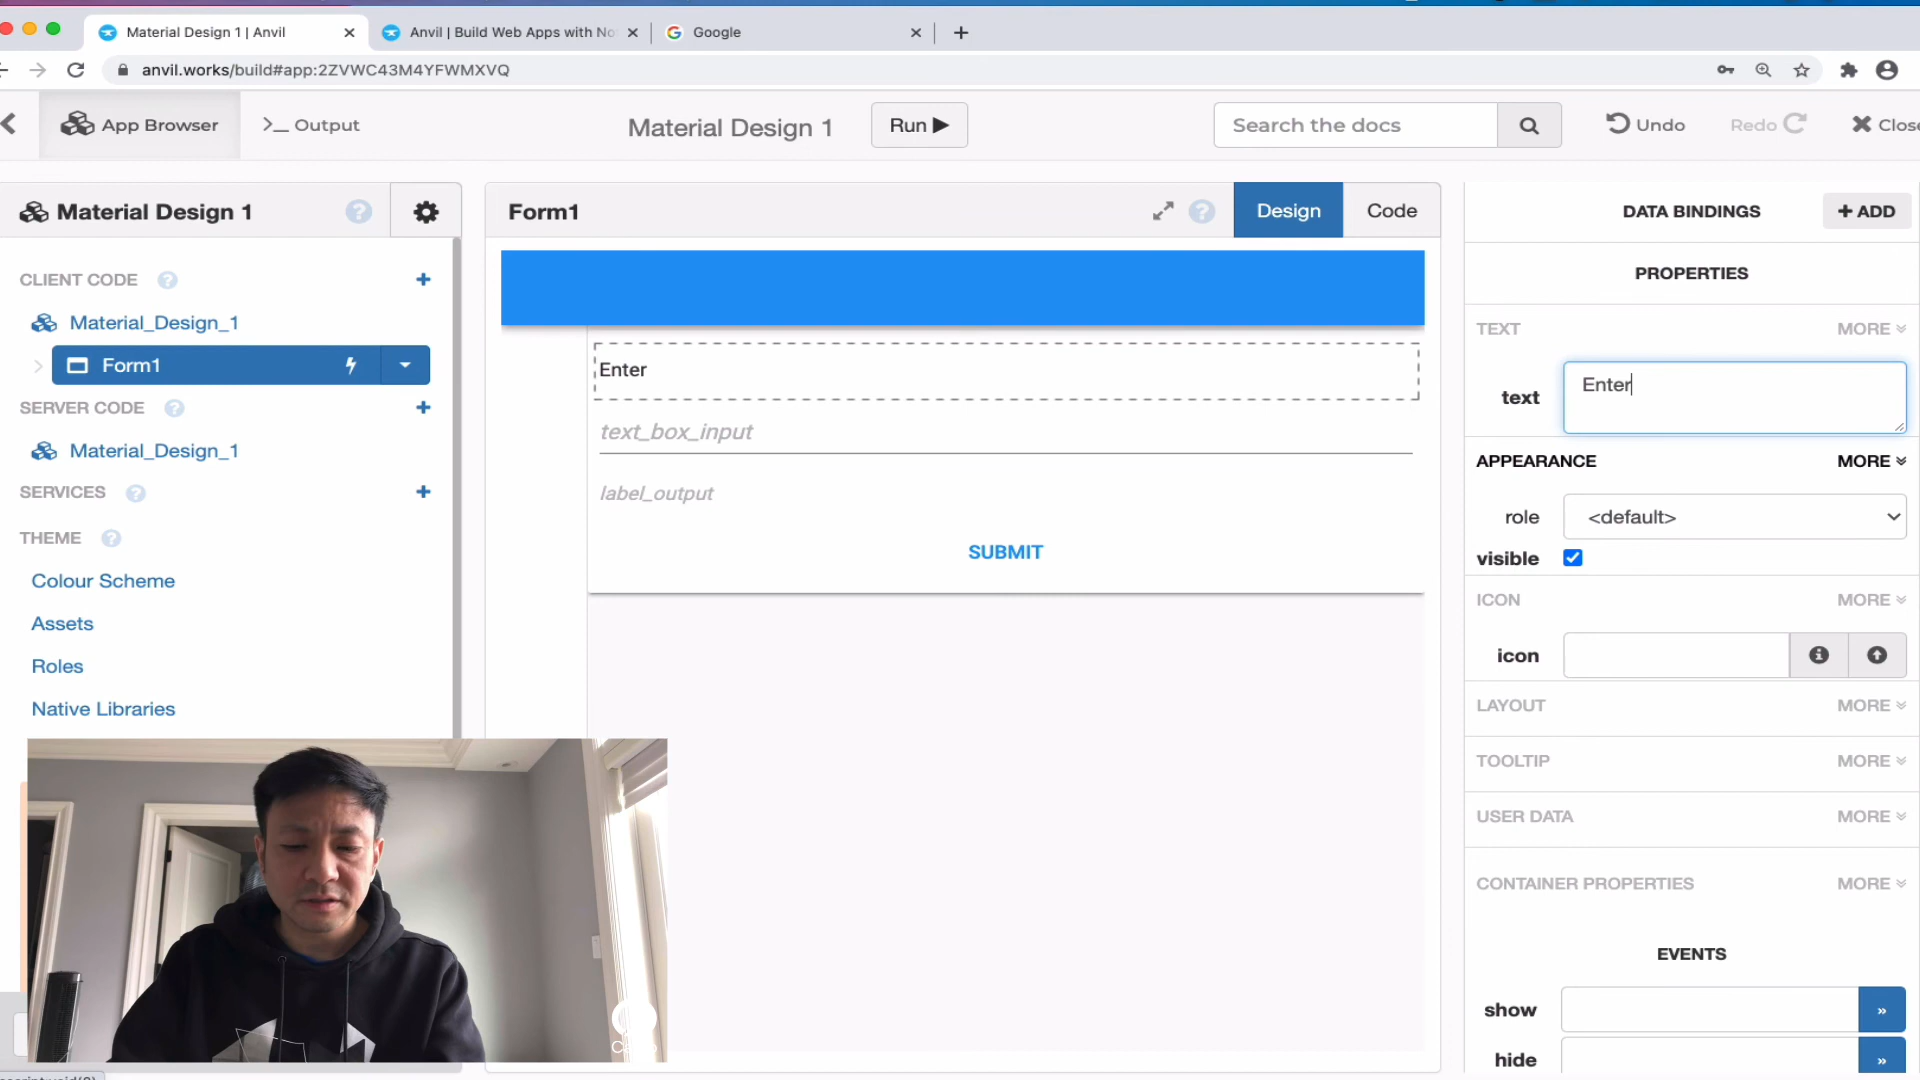 Material Design 1 | Anvil
Anvil | Build Web Apps with No
Google
anvil.works/build#app:2ZVWC43M4YFWMXVQ
App Browser
>_ Output
Material Design 1
Run
Search the docs
Undo
Redo
Close
Material Design 1
?
Form1
?
Design
Code
DATA BINDINGS
+ ADD
CLIENT CODE
?
+
Material_Design_1
Form1
SERVER CODE
?
+
Material_Design_1
SERVICES
?
+
THEME
?
Colour Scheme
Assets
Roles
Native Libraries
Enter
text_box_input
label_output
SUBMIT
PROPERTIES
TEXT
MORE
text
Enter
APPEARANCE
MORE
role
<default>
visible
ICON
MORE
icon
LAYOUT
MORE
TOOLTIP
MORE
USER DATA
MORE
CONTAINER PROPERTIES
MORE
EVENTS
show
»
hide
»